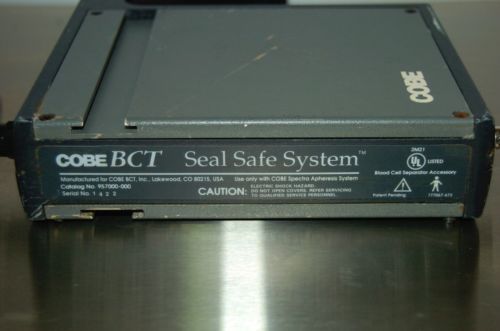 COBE
COBE BCT Seal Safe System™
Manufactured for COBE BCT, Inc., Lakewood, CO 80215, USA Use only with COBE Spectra Apheresis System
Catalog No. 957000-000
Serial No. 1 4 2 2
CAUTION: ELECTRIC SHOCK HAZARD.
DO NOT OPEN COVERS. REFER SERVICING
TO QUALIFIED SERVICE PERSONNEL.
2M21
UL LISTED
Blood Cell Separator Accessory
Patent Pending